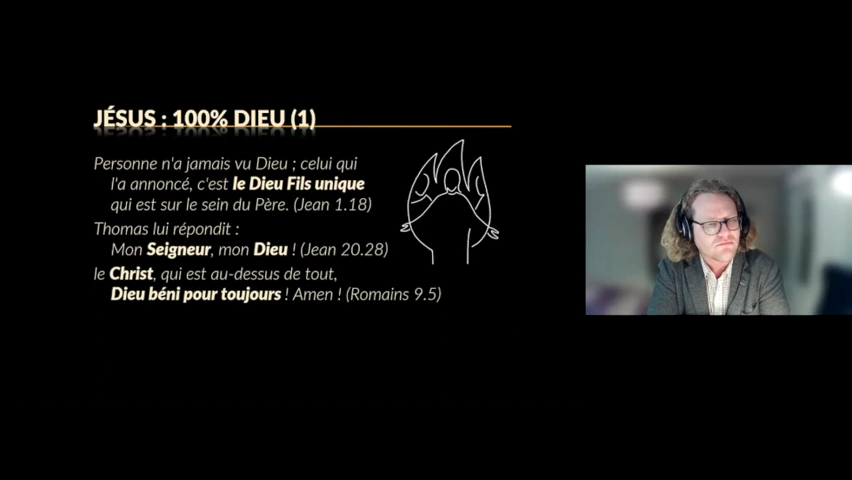 JÉSUS : 100% DIEU (1)
Personne n'a jamais vu Dieu ; celui qui
l'a annoncé, c'est le Dieu Fils unique
qui est sur le sein du Père. (Jean 1.18)
Thomas lui répondit :
Mon Seigneur, mon Dieu ! (Jean 20.28)
le Christ, qui est au-dessus de tout,
Dieu béni pour toujours ! Amen ! (Romains 9.5)